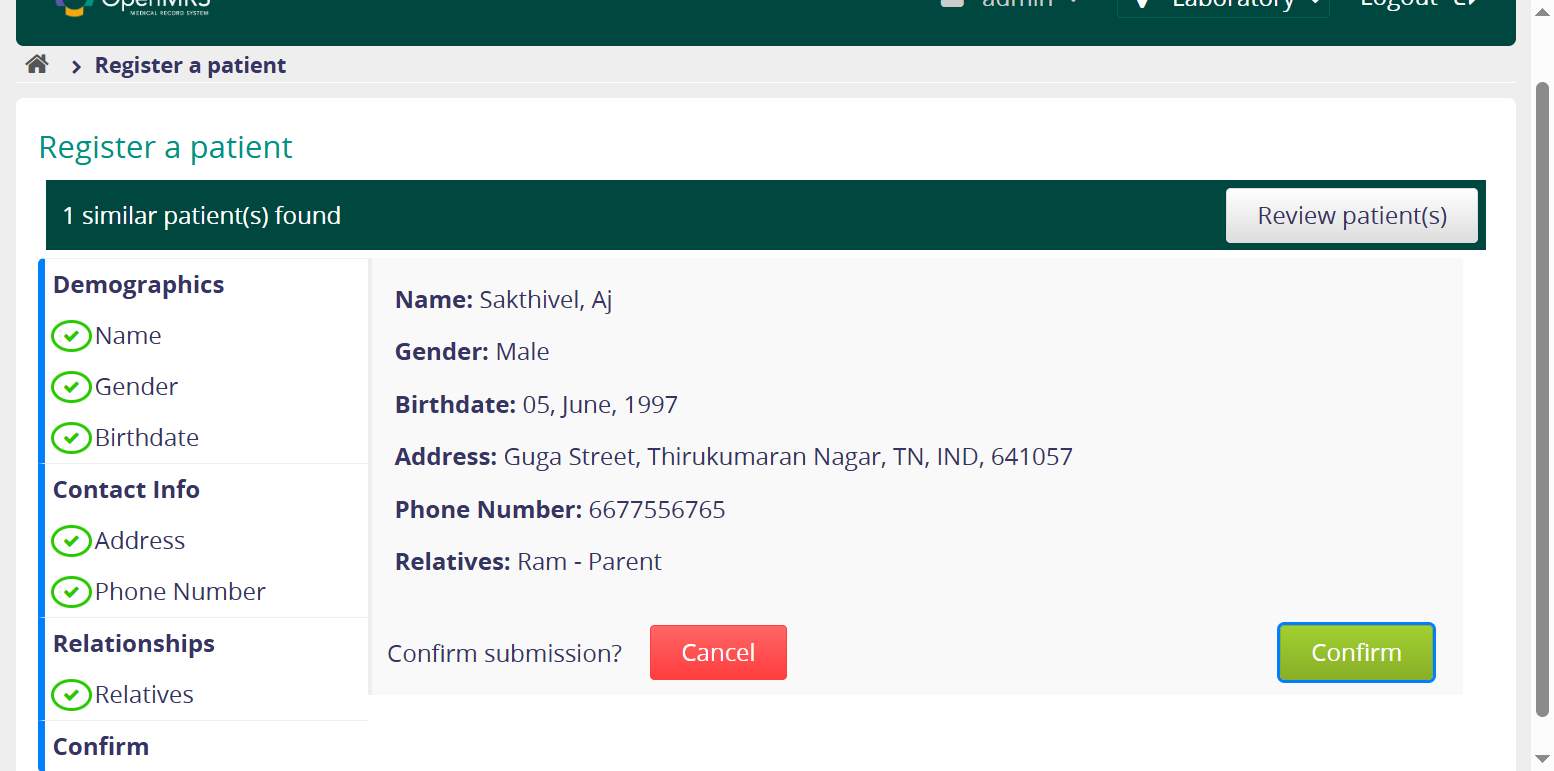 OpenMRS
MEDICAL RECORD SYSTEM
admin
Laboratory
Logout
Register a patient
Register a patient
1 similar patient(s) found
Review patient(s)
Demographics
Name
Gender
Birthdate
Contact Info
Address
Phone Number
Relationships
Relatives
Confirm
Name: Sakthivel, Aj
Gender: Male
Birthdate: 05, June, 1997
Address: Guga Street, Thirukumaran Nagar, TN, IND, 641057
Phone Number: 6677556765
Relatives: Ram - Parent
Confirm submission?
Cancel
Confirm